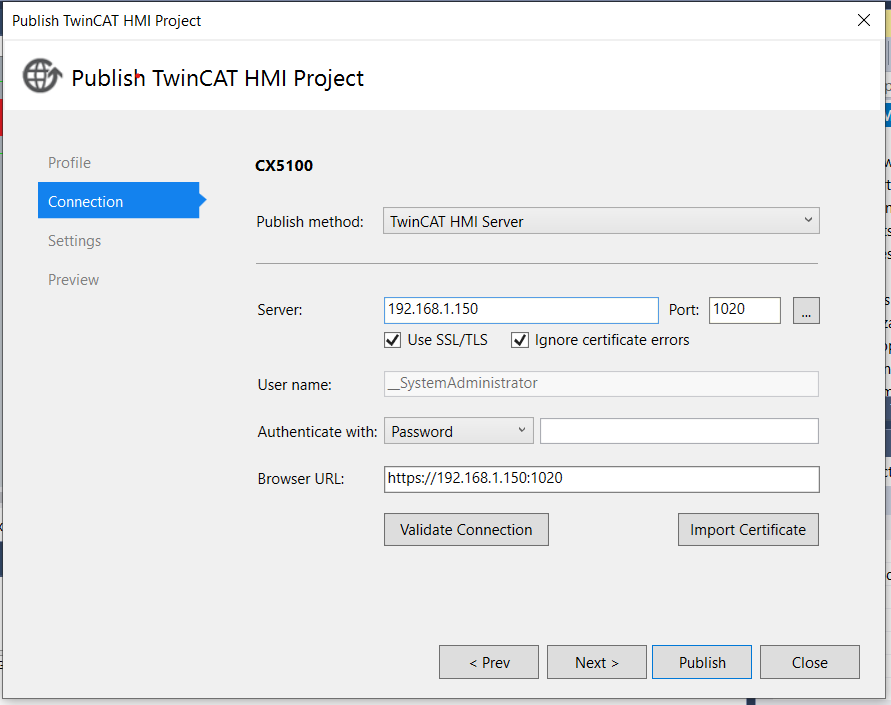 Publish TwinCAT HMI Project
Publish TwinCAT HMI Project
Profile
Connection
Settings
Preview
CX5100
Publish method: TwinCAT HMI Server
Server: 192.168.1.150 Port: 1020 ...
Use SSL/TLS Ignore certificate errors
User name: __SystemAdministrator
Authenticate with: Password
Browser URL: https://192.168.1.150:1020
Validate Connection Import Certificate
< Prev Next > Publish Close